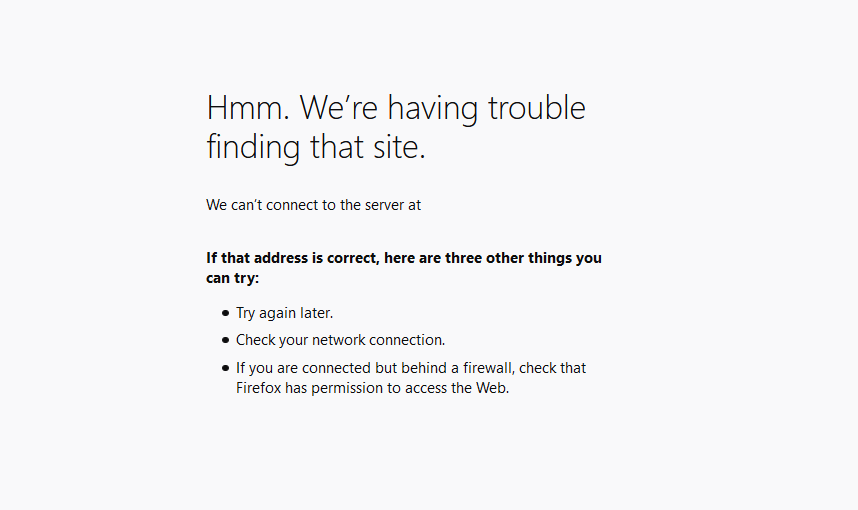 Hmm. We’re having trouble
finding that site.
We can’t connect to the server at
If that address is correct, here are three other things you
can try:
Try again later.
Check your network connection.
If you are connected but behind a firewall, check that
Firefox has permission to access the Web.